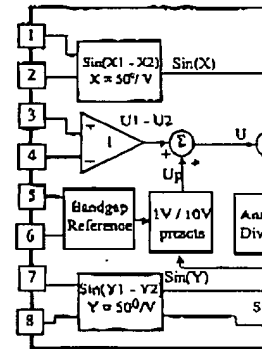 1
2
3
4
5
6
7
8
Sin(X1 - X2)
X = 50°/V
Sin(X)
U1 - U2
+
1
−
Σ
+
+
U
Up
Bandgap
Reference
1V / 10V
presets
Sin(Y)
Sin(Y1 - Y2)
Y = 50⁰/V